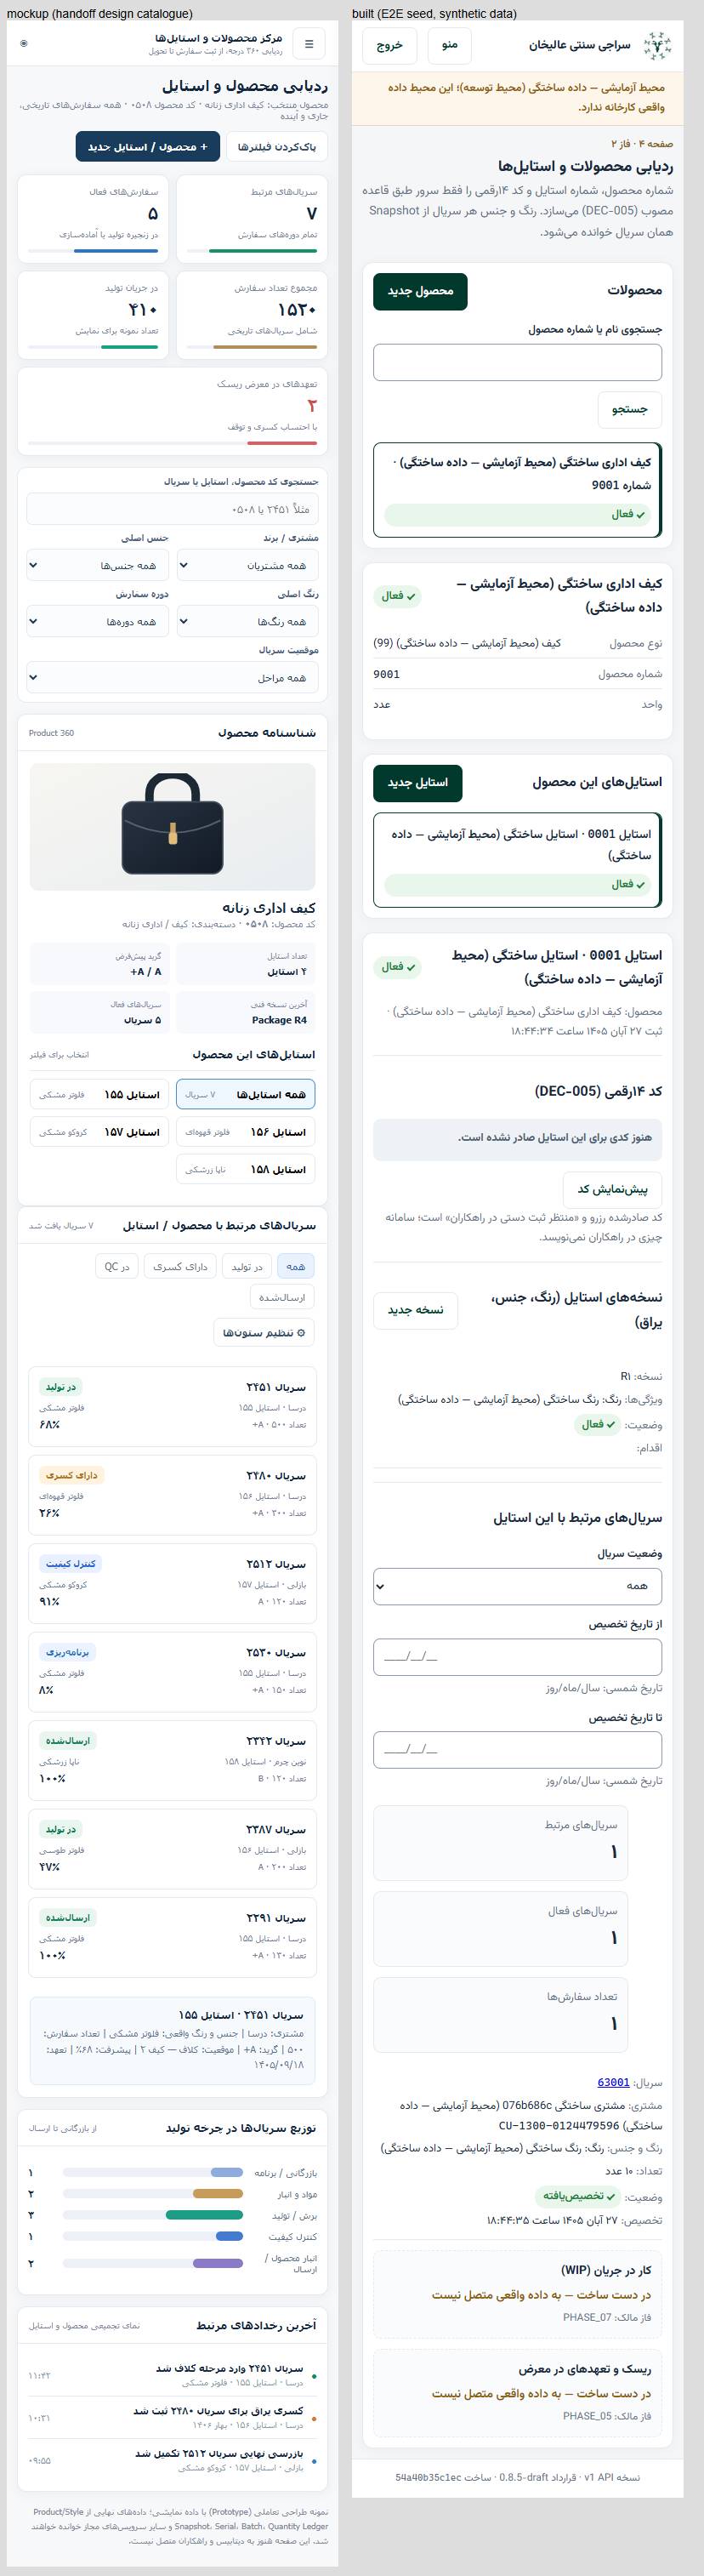 mockup (handoff design catalogue)
مرکز محصولات و استایل‌ها
ردیابی ۳۶۰ درجه، از ثبت سفارش تا تحویل
ردیابی محصول و استایل
محصول منتخب: کیف اداری زنانه · کد محصول ۰۵۰۸ · همه سفارش‌های تاریخی،
جاری و آینده
پاک‌کردن فیلترها
+ محصول / استایل جدید
سریال‌های مرتبط
۷
تمام دوره‌های سفارش
سفارش‌های فعال
۵
در زنجیره تولید یا آماده‌سازی
مجموع تعداد سفارش
۱۵۲۰
شامل سریال‌های تاریخی
در جریان تولید
۴۱۰
تعداد نمونه برای نمایش
تعهدهای در معرض ریسک
۲
با احتساب کسری و توقف
جستجوی کد محصول، استایل یا سریال
مثلاً ۲۴۵۱ یا ۰۵۰۸
مشتری / برند
جنس اصلی
همه مشتریان
همه جنس‌ها
رنگ اصلی
دوره سفارش
همه رنگ‌ها
همه دوره‌ها
موقعیت سریال
همه مراحل
شناسنامه محصول
Product 360
کیف اداری زنانه
کد محصول: ۰۵۰۸ · دسته‌بندی: کیف / اداری زنانه
تعداد استایل
۴ استایل
گرید پیش‌فرض
A+ / A
آخرین نسخه فنی
Package R4
سریال‌های فعال
۵ سریال
استایل‌های این محصول
انتخاب برای فیلتر
همه استایل‌ها
۷ سریال
استایل ۱۵۵
فلوتر مشکی
استایل ۱۵۶
فلوتر قهوه‌ای
استایل ۱۵۷
کروکو مشکی
استایل ۱۵۸
ناپا زرشکی
سریال‌های مرتبط با محصول / استایل
۷ سریال یافت شد
همه
در تولید
دارای کسری
در QC
ارسال‌شده
⚙ تنظیم ستون‌ها
سریال ۲۴۵۱
در تولید
درسا · استایل ۱۵۵
فلوتر مشکی
تعداد ۵۰۰ · A+
۶۸%
سریال ۲۴۸۰
دارای کسری
درسا · استایل ۱۵۶
فلوتر قهوه‌ای
تعداد ۳۰۰ · A+
۲۶%
سریال ۲۵۱۲
کنترل کیفیت
بازلی · استایل ۱۵۷
کروکو مشکی
تعداد ۱۲۰ · A
۹۱%
سریال ۲۵۳۰
برنامه‌ریزی
درسا · استایل ۱۵۵
فلوتر مشکی
تعداد ۱۵۰ · A+
۸%
سریال ۲۳۴۲
ارسال‌شده
نوین چرم · استایل ۱۵۸
ناپا زرشکی
تعداد ۱۲۰ · B
۱۰۰%
سریال ۲۳۸۷
در تولید
بازلی · استایل ۱۵۶
فلوتر طوسی
تعداد ۲۰۰ · A
۴۷%
سریال ۲۲۹۱
ارسال‌شده
درسا · استایل ۱۵۵
فلوتر مشکی
تعداد ۱۳۰ · A+
۱۰۰%
سریال ۲۴۵۱ · استایل ۱۵۵
مشتری: درسا | جنس و رنگ واقعی: فلوتر مشکی | تعداد سفارش:
۵۰۰ | گرید: A+ | موقعیت: کلاف — کیف ۲ | پیشرفت: ۶۸٪ | تعهد:
۱۴۰۵/۰۹/۱۸
توزیع سریال‌ها در چرخه تولید
از بازرگانی تا ارسال
بازرگانی / برنامه
۱
مواد و انبار
۲
برش / تولید
۳
کنترل کیفیت
۱
انبار محصول /
ارسال
۲
آخرین رخدادهای مرتبط
نمای تجمیعی محصول و استایل
سریال ۲۴۵۱ وارد مرحله کلاف شد
۱۱:۴۲
درسا · استایل ۱۵۵ · فلوتر مشکی
کسری یراق برای سریال ۲۴۸۰ ثبت شد
۱۰:۳۱
درسا · استایل ۱۵۶ · بهار ۱۴۰۶
بازرسی نهایی سریال ۲۵۱۲ تکمیل شد
۰۹:۵۵
بازلی · استایل ۱۵۷ · کروکو مشکی
نمونه طراحی تعاملی (Prototype) با داده نمایشی؛ داده‌های نهایی از Product/Style
Snapshot، Serial، Batch، Quantity Ledger و سایر سرویس‌های مجاز خوانده خواهند
شد. این صفحه هنوز به دیتابیس و راهکاران متصل نیست.
built (E2E seed, synthetic data)
سراجی سنتی عالیخان
منو
خروج
محیط آزمایشی — داده ساختگی (محیط توسعه)؛ این محیط داده
واقعی کارخانه ندارد.
صفحه ۴ · فاز ۲
ردیابی محصولات و استایل‌ها
شماره محصول، شماره استایل و کد ۱۴رقمی را فقط سرور طبق قاعده
مصوب (DEC-005) می‌سازد. رنگ و جنس هر سریال از Snapshot
همان سریال خوانده می‌شود.
محصولات
محصول جدید
جستجوی نام یا شماره محصول
جستجو
کیف اداری ساختگی (محیط آزمایشی — داده ساختگی) ·
شماره 9001
✓ فعال
کیف اداری ساختگی (محیط آزمایشی —
داده ساختگی)
✓ فعال
نوع محصول
کیف (محیط آزمایشی — داده ساختگی) (99)
شماره محصول
9001
واحد
عدد
استایل‌های این محصول
استایل جدید
استایل 0001 · استایل ساختگی (محیط آزمایشی — داده
ساختگی)
✓ فعال
استایل 0001 · استایل ساختگی (محیط
آزمایشی — داده ساختگی)
✓ فعال
محصول: کیف اداری ساختگی (محیط آزمایشی — داده ساختگی) ·
ثبت ۲۷ آبان ۱۴۰۵ ساعت ۱۸:۴۴:۳۴
کد ۱۴رقمی (DEC-005)
هنوز کدی برای این استایل صادر نشده است.
پیش‌نمایش کد
کد صادرشده رزرو و «منتظر ثبت دستی در راهکاران» است؛ سامانه
چیزی در راهکاران نمی‌نویسد.
نسخه‌های استایل (رنگ، جنس،
یراق)
نسخه جدید
نسخه: R۱
ویژگی‌ها: رنگ: رنگ ساختگی (محیط آزمایشی — داده ساختگی)
وضعیت: ✓ فعال
اقدام:
سریال‌های مرتبط با این استایل
وضعیت سریال
همه
از تاریخ تخصیص
____/__/__
تاریخ شمسی: سال/ماه/روز
تا تاریخ تخصیص
____/__/__
تاریخ شمسی: سال/ماه/روز
سریال‌های مرتبط
۱
سریال‌های فعال
۱
تعداد سفارش‌ها
۱
سریال: 63001
مشتری: مشتری ساختگی 076b686c (محیط آزمایشی — داده
ساختگی) CU-1300-0124479596
رنگ و جنس: رنگ: رنگ ساختگی (محیط آزمایشی — داده ساختگی)
تعداد: ۱۰ عدد
وضعیت: ✓ تخصیص‌یافته
تخصیص: ۲۷ آبان ۱۴۰۵ ساعت ۱۸:۴۴:۳۵
کار در جریان (WIP)
در دست ساخت — به داده واقعی متصل نیست
فاز مالک: PHASE_07
ریسک و تعهدهای در معرض
در دست ساخت — به داده واقعی متصل نیست
فاز مالک: PHASE_05
نسخه API v1 · قرارداد 0.8.5-draft · ساخت 54a40b35c1ec